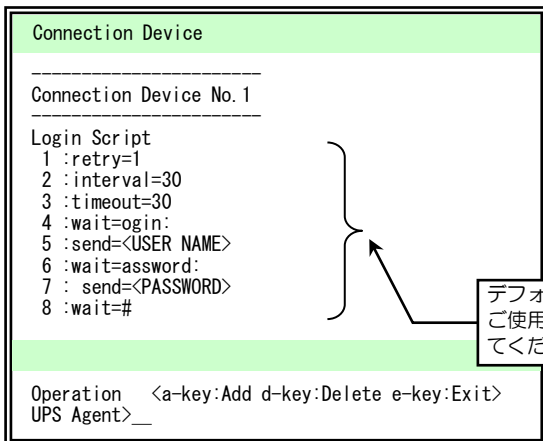 Connection Device
-----------------------
Connection Device No.1
-----------------------
Login Script
1 :retry=1
2 :interval=30
3 :timeout=30
4 :wait=ogin:
5 :send=<USER NAME>
6 :wait=assword:
7 : send=<PASSWORD>
8 :wait=#
デフォ
ご使用
てくだ
Operation <a-key:Add d-key:Delete e-key:Exit>
UPS Agent>__